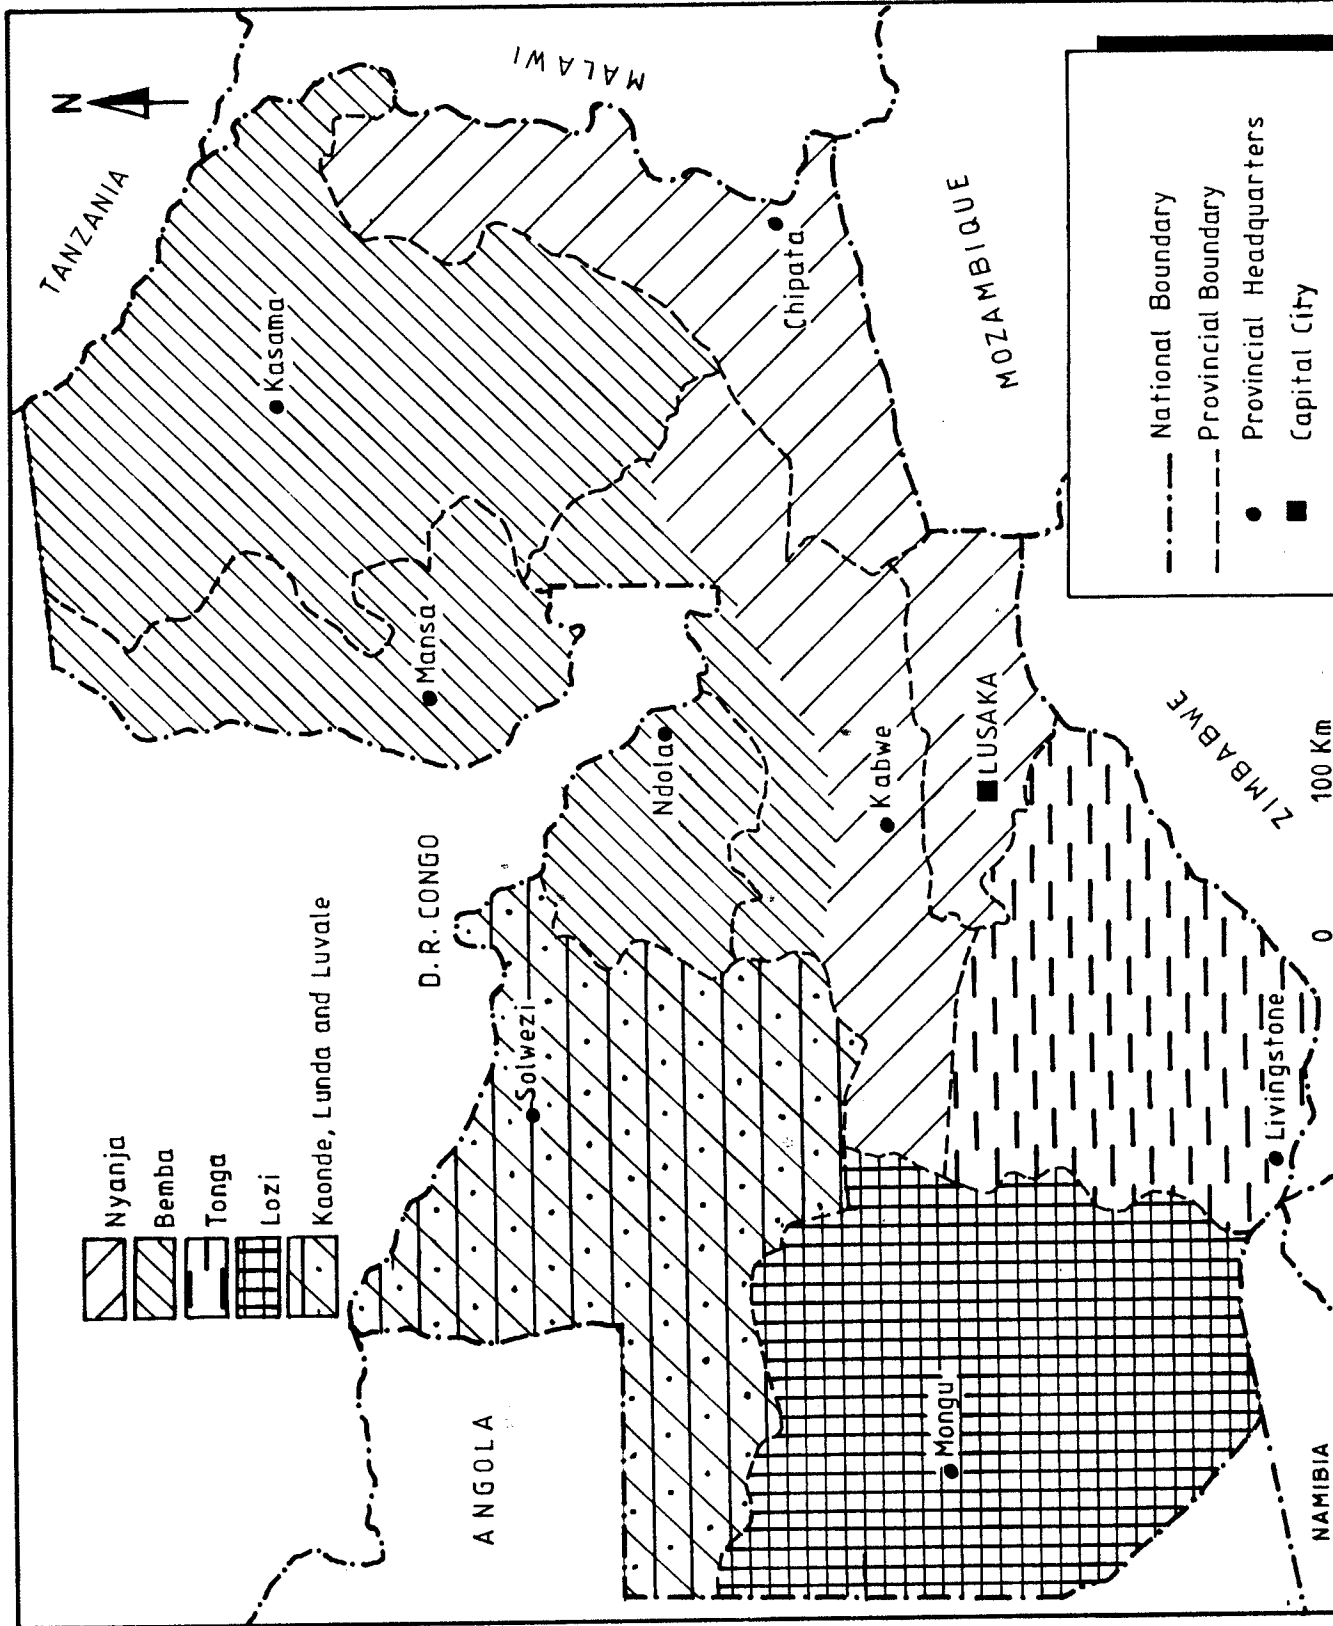 Nyanja
Bemba
Tonga
Lozi
Kaonde, Lunda and Luvale
N
TANZANIA
MALAWI
MOZAMBIQUE
ZIMBABWE
NAMIBIA
ANGOLA
D.R. CONGO
Kasama
Mansa
Chipata
Ndola
Solwezi
Kabwe
LUSAKA
Mongu
Livingstone
National Boundary
Provincial Boundary
Provincial Headquarters
Capital City
0 100 Km